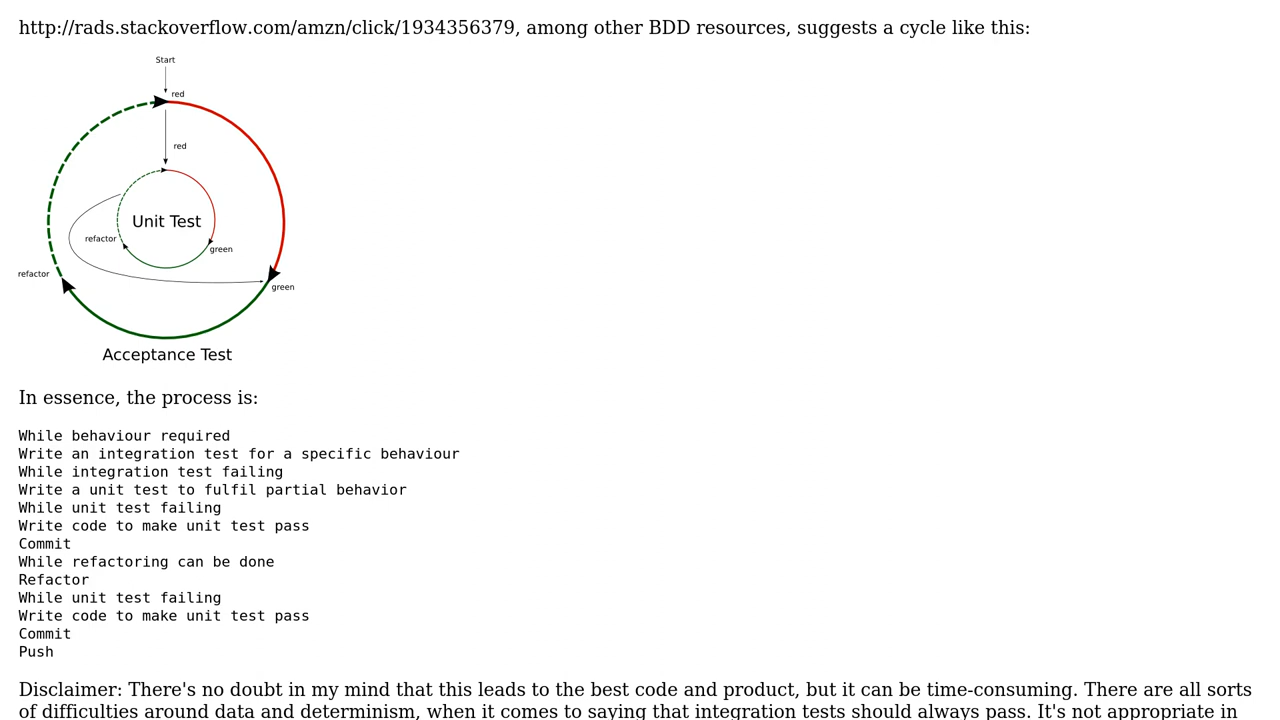 http://rads.stackoverflow.com/amzn/click/1934356379, among other BDD resources, suggests a cycle like this:
Start
red
red
Unit Test
refactor
green
refactor
green
Acceptance Test
In essence, the process is:
While behaviour required
Write an integration test for a specific behaviour
While integration test failing
Write a unit test to fulfil partial behavior
While unit test failing
Write code to make unit test pass
Commit
While refactoring can be done
Refactor
While unit test failing
Write code to make unit test pass
Commit
Push
Disclaimer: There's no doubt in my mind that this leads to the best code and product, but it can be time-consuming. There are all sorts
of difficulties around data and determinism, when it comes to saying that integration tests should always pass. It's not appropriate in